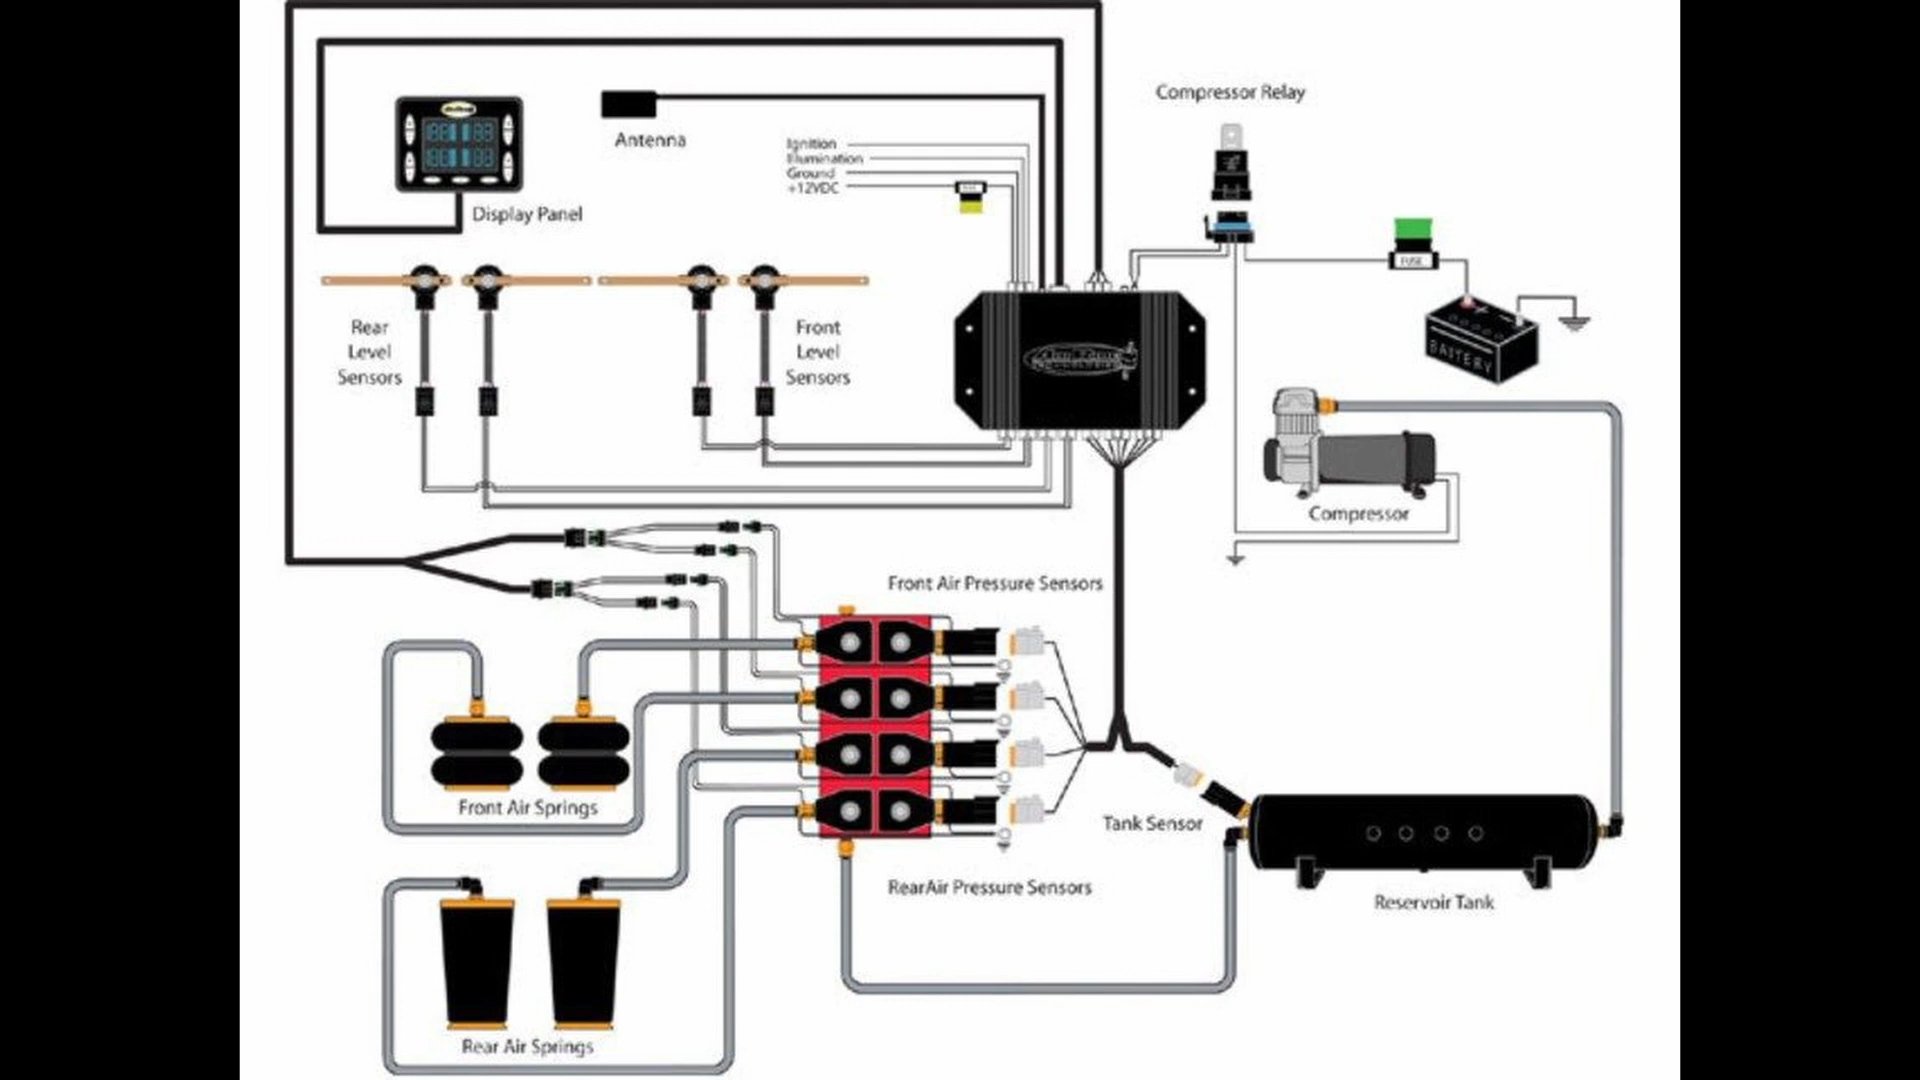 Compressor Relay
Antenna
Ignition
Illumination
Ground
+12VDC
Display Panel
FUSE
BATTERY
Rear
Level
Sensors
Front
Level
Sensors
Compressor
Front Air Pressure Sensors
Front Air Springs
Tank Sensor
RearAir Pressure Sensors
Reservoir Tank
Rear Air Springs